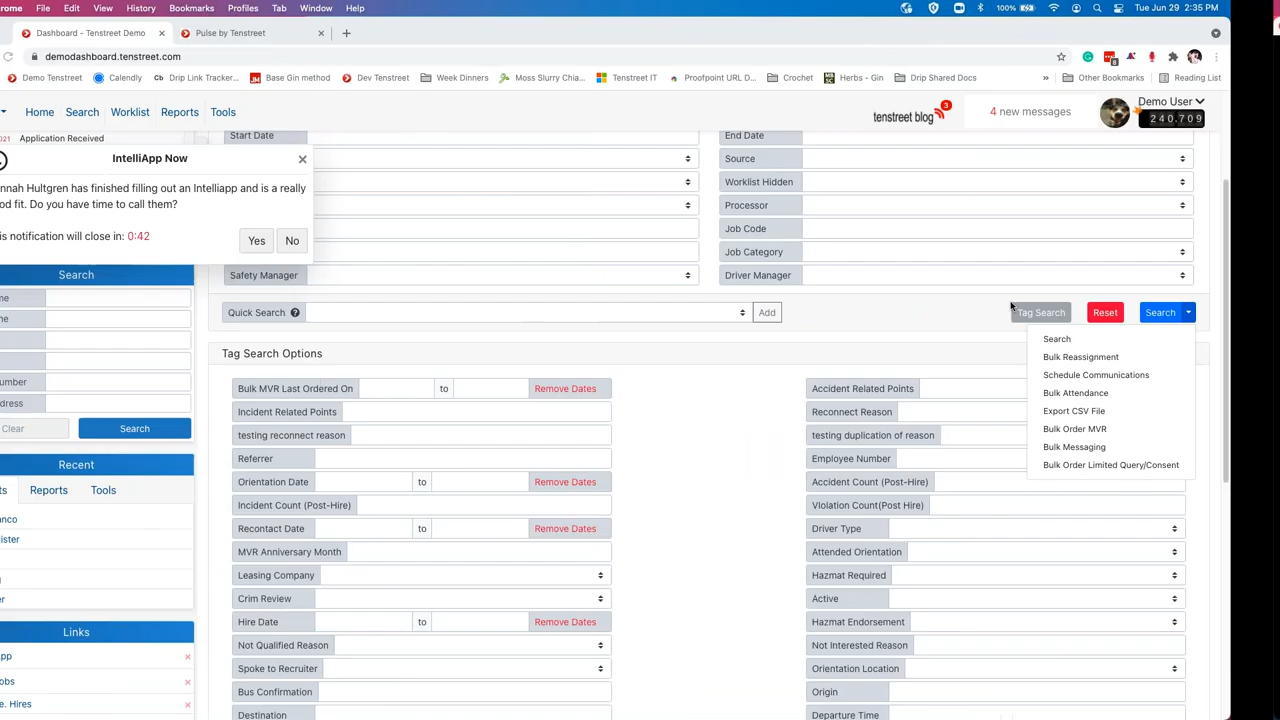 rome File Edit View History Bookmarks Profiles Tab Window Help 100% Tue Jun 29 2:35 PM
Dashboard - Tenstreet Demo Pulse by Tenstreet
demodashboard.tenstreet.com
Demo Tenstreet Calendly Drip Link Tracker... Base Gin method Dev Tenstreet Week Dinners Moss Slurry Chia... Tenstreet IT Proofpoint URL D... Crochet Herbs - Gin Drip Shared Docs » Other Bookmarks Reading List
Home Search Worklist Reports Tools tenstreet blog 3 4 new messages Demo User
240,709
021 Application Received
Start Date End Date
IntelliApp Now
Source
nnah Hultgren has finished filling out an Intelliapp and is a really
od fit. Do you have time to call them?
Worklist Hidden
Processor
Job Code
is notification will close in: 0:42
Yes No
Job Category
Search
Safety Manager Driver Manager
me
me
umber
ddress
Clear Search
Quick Search Add Tag Search Reset Search
Search
Bulk Reassignment
Schedule Communications
Bulk Attendance
Export CSV File
Bulk Order MVR
Bulk Messaging
Bulk Order Limited Query/Consent
Tag Search Options
Bulk MVR Last Ordered On to Remove Dates Accident Related Points
Incident Related Points Reconnect Reason
testing reconnect reason testing duplication of reason
Referrer Employee Number
Orientation Date to Remove Dates Accident Count (Post-Hire)
Incident Count (Post-Hire) VIolation Count(Post Hire)
Recontact Date to Remove Dates Driver Type
MVR Anniversary Month Attended Orientation
Leasing Company Hazmat Required
Crim Review Active
Hire Date to Remove Dates Hazmat Endorsement
Not Qualified Reason Not Interested Reason
Spoke to Recruiter Orientation Location
Bus Confirmation Origin
Destination Departure Time
Recent
ts Reports Tools
anco
ister
g
er
Links
pp ×
obs ×
e. Hires ×